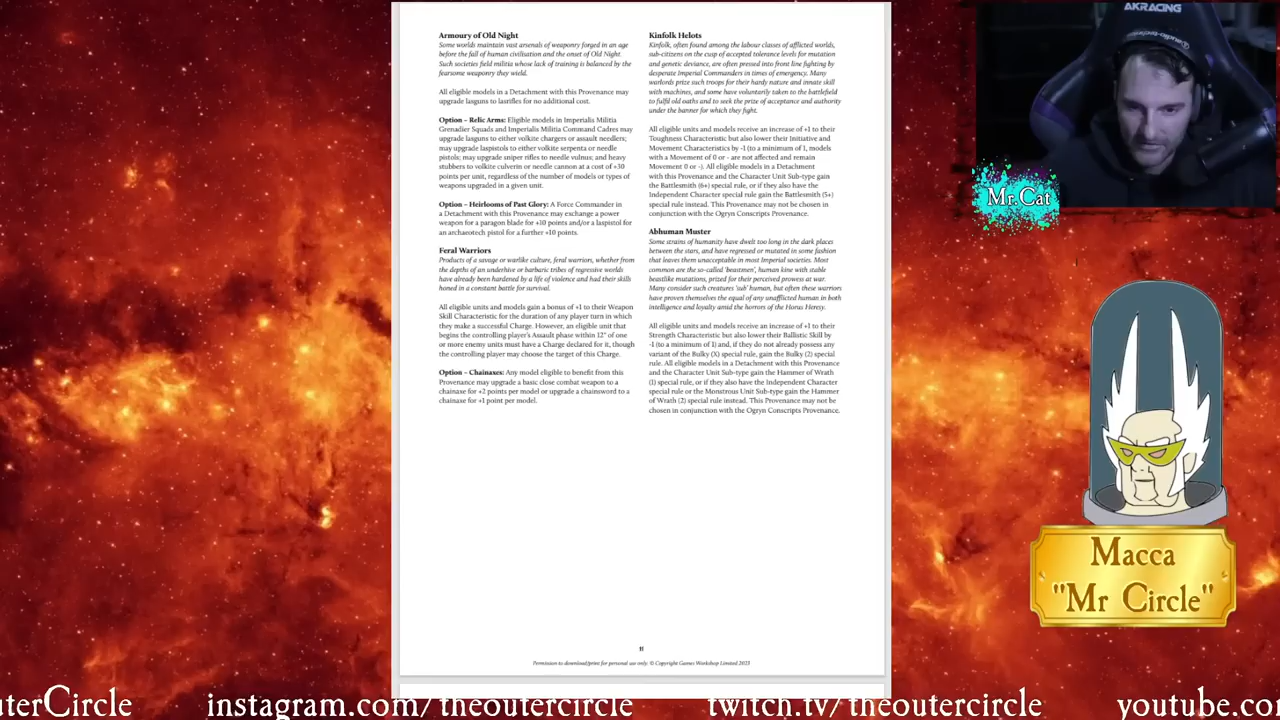 AKRACING
Armoury of Old Night
Some worlds maintain vast arsenals of weaponry forged in an age
before the fall of human civilisation and the onset of Old Night.
Such societies field militia whose lack of training is balanced by the
fearsome weaponry they wield.
All eligible models in a Detachment with this Provenance may
upgrade lasguns to lasrifles for no additional cost.
Option – Relic Arms: Eligible models in Imperialis Militia
Grenadier Squads and Imperialis Militia Command Cadres may
upgrade lasguns to either volkite chargers or assault needlers;
may upgrade laspistols to either volkite serpenta or needle
pistols; may upgrade sniper rifles to needle vulnus; and heavy
stubbers to volkite culverin or needle cannon at a cost of +30
points per unit, regardless of the number of models or types of
weapons upgraded in a given unit.
Option – Heirlooms of Past Glory: A Force Commander in
a Detachment with this Provenance may exchange a power
weapon for a paragon blade for +10 points and/or a laspistol for
an archaeotech pistol for a further +10 points.
Feral Warriors
Products of a savage or warlike culture, feral warriors, whether from
the depths of an underhive or barbaric tribes of regressive worlds
have already been hardened by a life of violence and had their skills
honed in a constant battle for survival.
All eligible units and models gain a bonus of +1 to their Weapon
Skill Characteristic for the duration of any player turn in which
they make a successful Charge. However, an eligible unit that
begins the controlling player's Assault phase within 12" of one
or more enemy units must have a Charge declared for it, though
the controlling player may choose the target of this Charge.
Option – Chainaxes: Any model eligible to benefit from this
Provenance may upgrade a basic close combat weapon to a
chainaxe for +2 points per model or upgrade a chainsword to a
chainaxe for +1 point per model.
Kinfolk Helots
Kinfolk, often found among the labour classes of afflicted worlds,
sub-citizens on the cusp of accepted tolerance levels for mutation
and genetic deviance, are often pressed into front line fighting by
desperate Imperial Commanders in times of emergency. Many
warlords prize such troops for their hardy nature and innate skill
with machines, and some have voluntarily taken to the battlefield
to fulfil old oaths and to seek the prize of acceptance and authority
under the banner for which they fight.
All eligible units and models receive an increase of +1 to their
Toughness Characteristic but also lower their Initiative and
Movement Characteristics by -1 (to a minimum of 1, models
with a Movement of 0 or - are not affected and remain
Movement 0 or -). All eligible models in a Detachment
with this Provenance and the Character Unit Sub-type gain
the Battlesmith (6+) special rule, or if they also have the
Independent Character special rule gain the Battlesmith (5+)
special rule instead. This Provenance may not be chosen in
conjunction with the Ogryn Conscripts Provenance.
Abhuman Muster
Some strains of humanity have dwelt too long in the dark places
between the stars, and have regressed or mutated in some fashion
that leaves them unacceptable in most Imperial societies. Most
common are the so-called 'beastmen', human kine with stable
beastlike mutations, prized for their perceived prowess at war.
Many consider such creatures 'sub' human, but often these warriors
have proven themselves the equal of any unafflicted human in both
intelligence and loyalty amid the horrors of the Horus Heresy.
All eligible units and models receive an increase of +1 to their
Strength Characteristic but also lower their Ballistic Skill by
-1 (to a minimum of 1) and, if they do not already possess any
variant of the Bulky (X) special rule, gain the Bulky (2) special
rule. All eligible models in a Detachment with this Provenance
and the Character Unit Sub-type gain the Hammer of Wrath
(1) special rule, or if they also have the Independent Character
special rule or the Monstrous Unit Sub-type gain the Hammer
of Wrath (2) special rule instead. This Provenance may not be
chosen in conjunction with the Ogryn Conscripts Provenance.
11
Permission to download/print for personal use only. © Copyright Games Workshop Limited 2023
Mr.Cat
Macca
"Mr Circle"
uterCircle instagram.com/theoutercircle twitch.tv/theoutercircle youtube.co